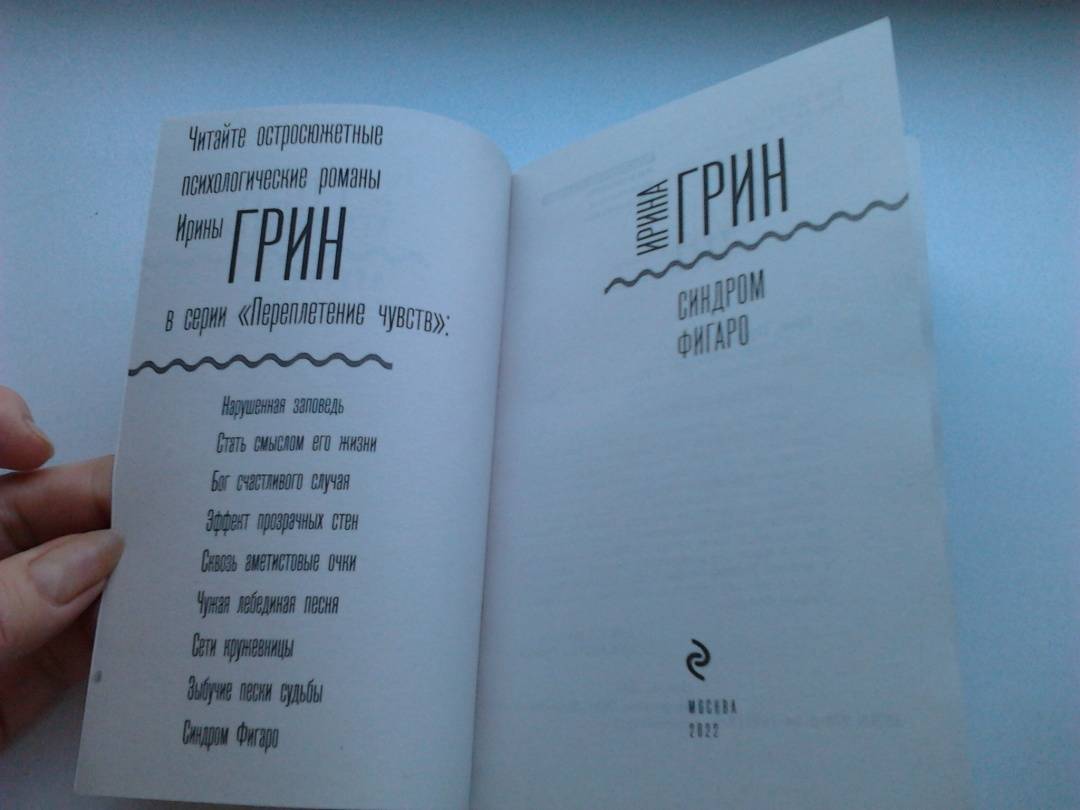 Читайте остросюжетные
психологические романы
Ирины ГРИН
в серии «Переплетение чувств»:
Нарушенная заповедь
Стать смыслом его жизни
Бог счастливого случая
Эффект прозрачных стен
Сквозь аметистовые очки
Чужая лебединая песня
Сети кружевницы
Зыбучие пески судьбы
Синдром Фигаро
ИРИНА ГРИН
СИНДРОМ
ФИГАРО
МОСКВА
2022